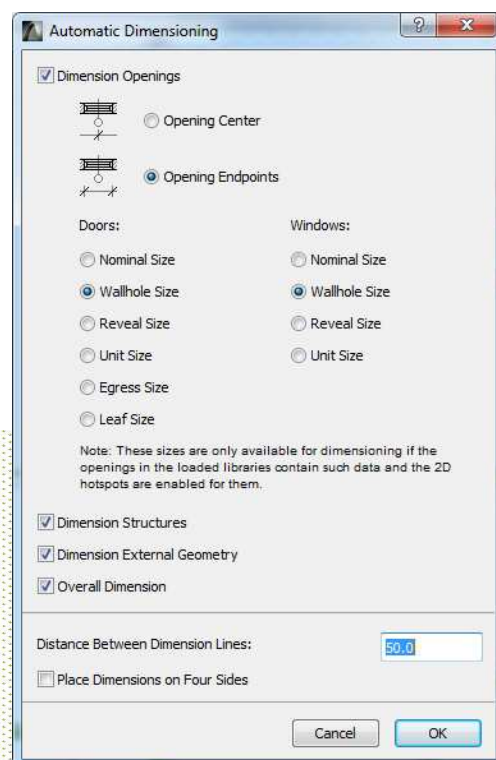 Automatic Dimensioning
Dimension Openings
Opening Center
Opening Endpoints
Doors: Windows:
Nominal Size Nominal Size
Wallhole Size Wallhole Size
Reveal Size Reveal Size
Unit Size Unit Size
Egress Size
Leaf Size
Note: These sizes are only available for dimensioning if the
openings in the loaded libraries contain such data and the 2D
hotspots are enabled for them.
Dimension Structures
Dimension External Geometry
Overall Dimension
Distance Between Dimension Lines: 50.0
Place Dimensions on Four Sides
Cancel OK